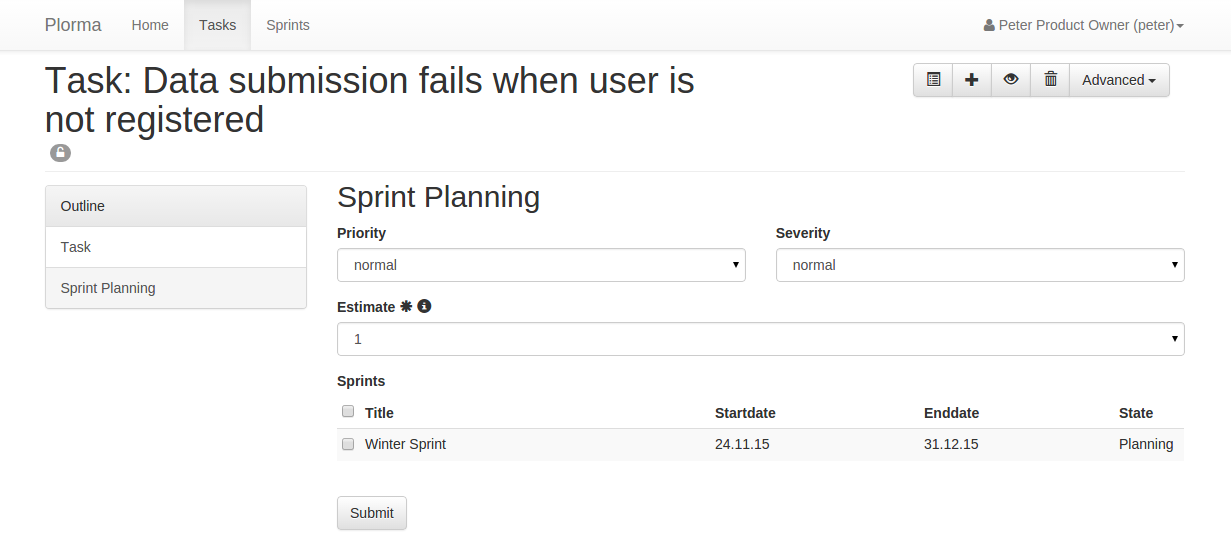 Plorma Home Tasks Sprints Peter Product Owner (peter)
Task: Data submission fails when user is
not registered
Advanced
Outline
Task
Sprint Planning
Sprint Planning
Priority Severity
normal normal
Estimate
1
Sprints
Title Startdate Enddate State
Winter Sprint 24.11.15 31.12.15 Planning
Submit